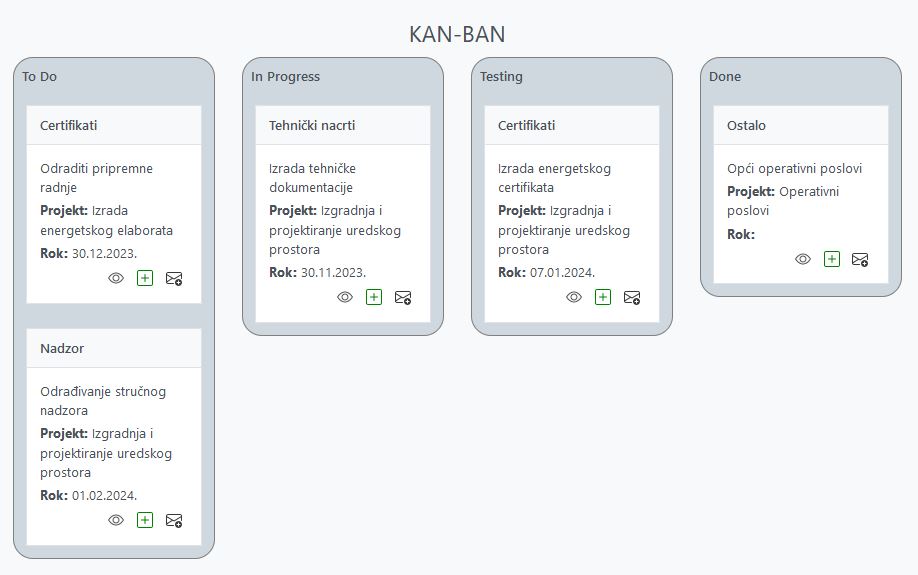 KAN-BAN
To Do
Certifikati
Odraditi pripremne
radnje
Projekt: Izrada
energetskog elaborata
Rok: 30.12.2023.
Nadzor
Odrađivanje stručnog
nadzora
Projekt: Izgradnja i
projektiranje uredskog
prostora
Rok: 01.02.2024.
In Progress
Tehnički nacrti
Izrada tehničke
dokumentacije
Projekt: Izgradnja i
projektiranje uredskog
prostora
Rok: 30.11.2023.
Testing
Certifikati
Izrada energetskog
certifikata
Projekt: Izgradnja i
projektiranje uredskog
prostora
Rok: 07.01.2024.
Done
Ostalo
Opći operativni poslovi
Projekt: Operativni
poslovi
Rok: